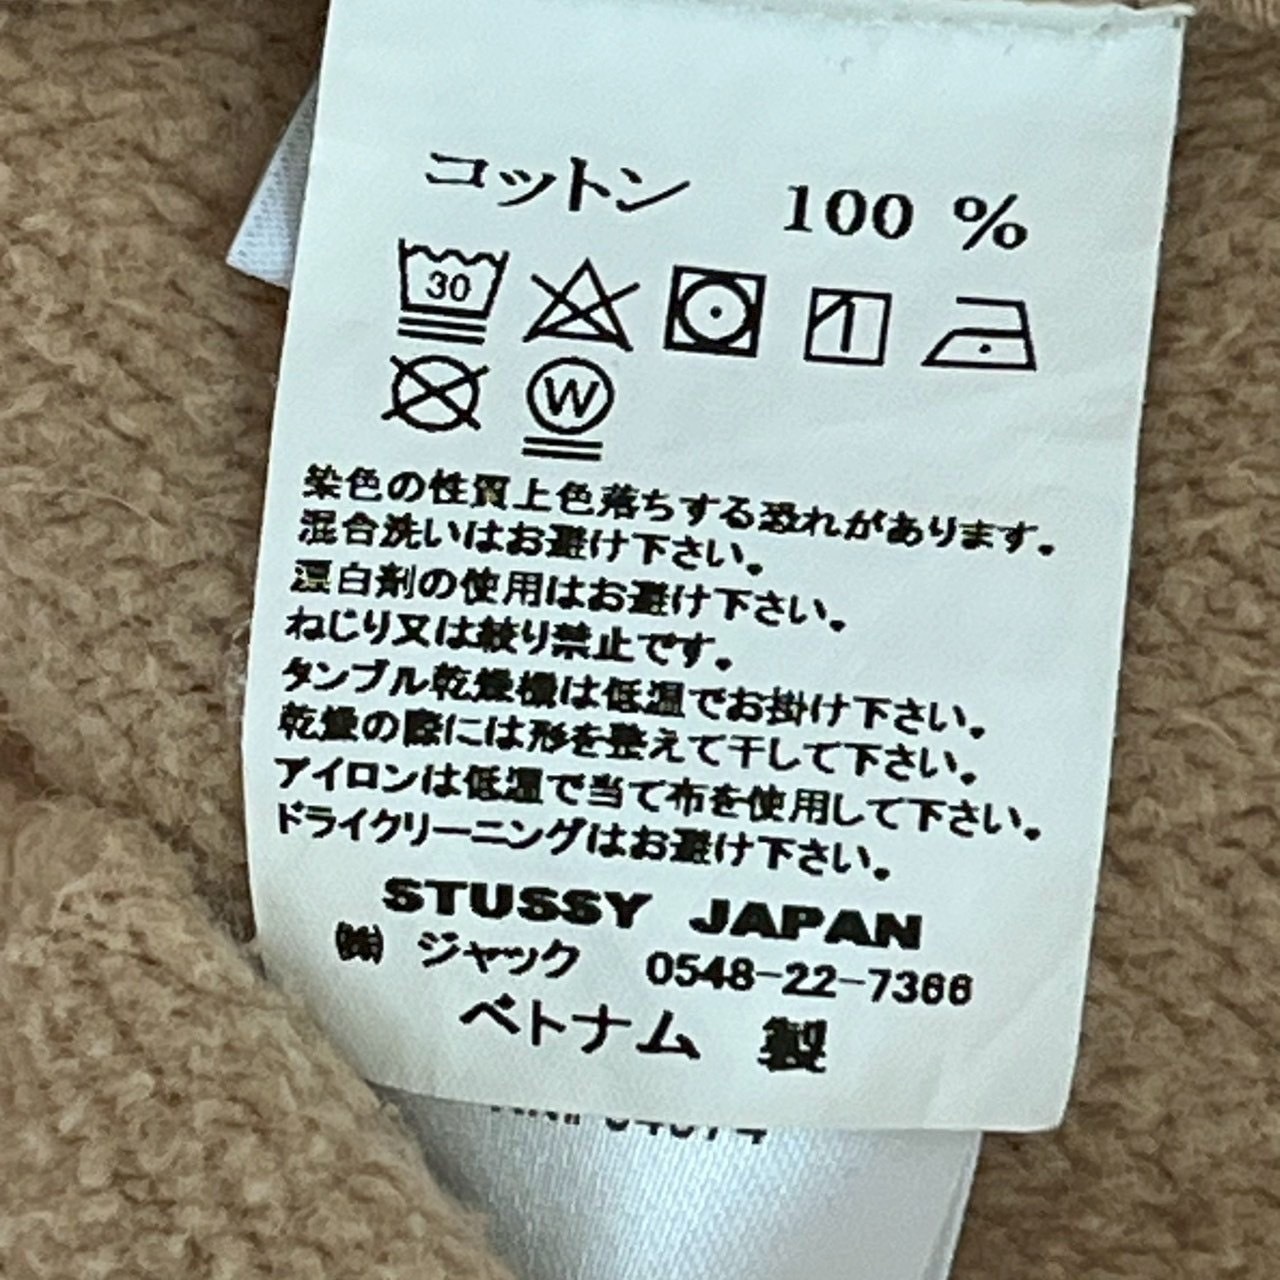 コットン 100 %
30
W
染色の性質上色落ちする恐れがあります。
混合洗いはお避け下さい。
漂白剤の使用はお避け下さい。
ねじり又は絞り禁止です。
タンブル乾燥機は低温でお掛け下さい。
乾燥の際には形を整えて干して下さい。
アイロンは低温で当て布を使用して下さい。
ドライクリーニングはお避け下さい。
STUSSY JAPAN
㈱ ジャック 0548-22-7366
ベトナム 製